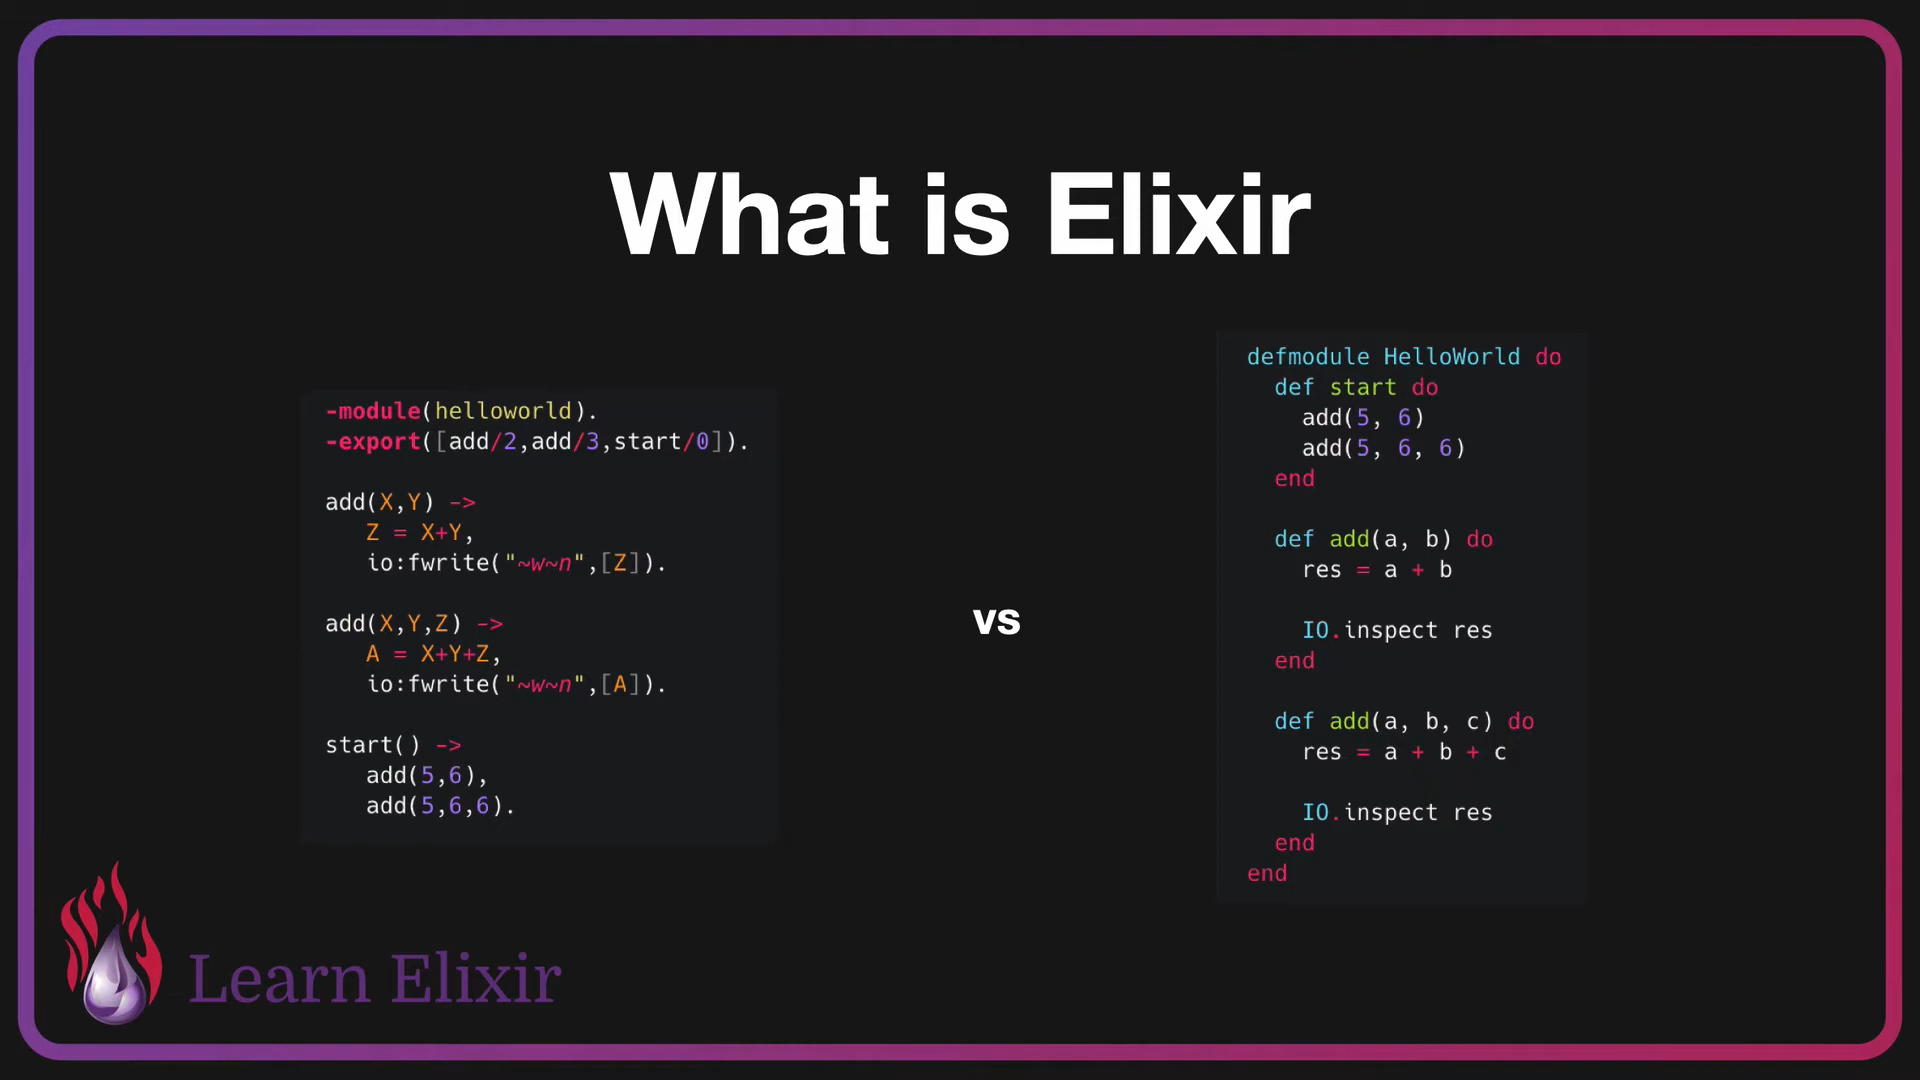 What is Elixir
-module(helloworld).
-export([add/2,add/3,start/0]).
add(X,Y) ->
Z = X+Y,
io:fwrite("~w~n",[Z]).
add(X,Y,Z) ->
A = X+Y+Z,
io:fwrite("~w~n",[A]).
start() ->
add(5,6),
add(5,6,6).
vs
defmodule HelloWorld do
def start do
add(5, 6)
add(5, 6, 6)
end
def add(a, b) do
res = a + b
IO.inspect res
end
def add(a, b, c) do
res = a + b + c
IO.inspect res
end
end
Learn Elixir